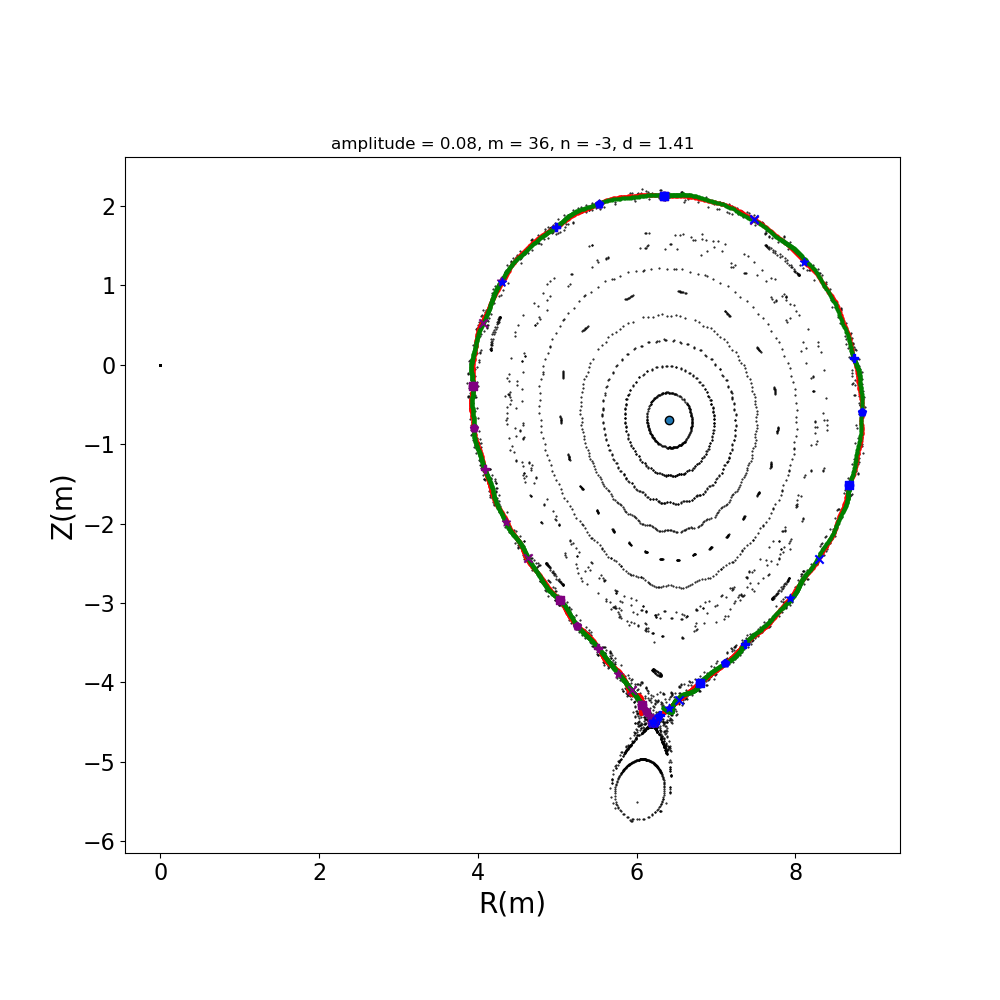 amplitude = 0.08, m = 36, n = -3, d = 1.41
2
1
0
−1
−2
−3
−4
−5
−6
Z(m)
0 2 4 6 8
R(m)